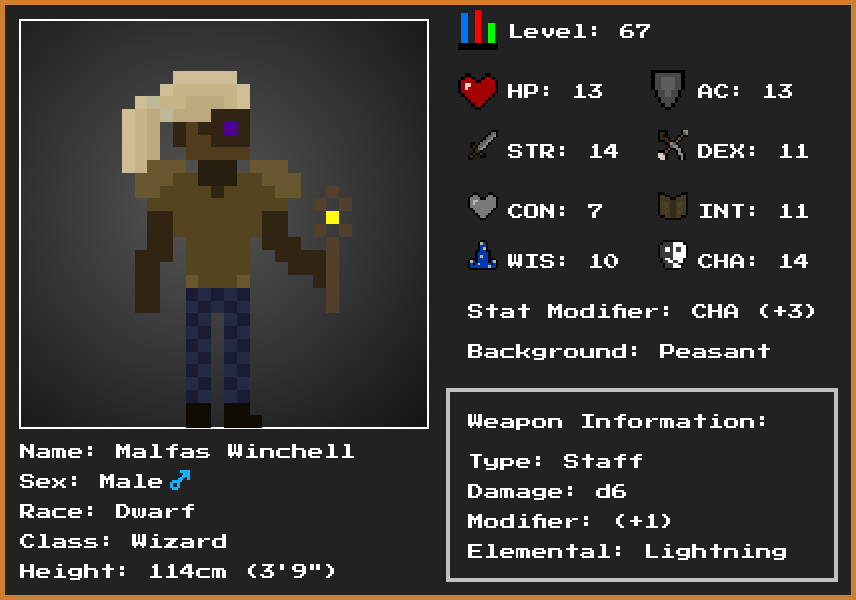 Level: 67
HP: 13
AC: 13
STR: 14
DEX: 11
CON: 7
INT: 11
WIS: 10
CHA: 14
Stat Modifier: CHA (+3)
Background: Peasant
Weapon Information:
Type: Staff
Damage: d6
Modifier: (+1)
Elemental: Lightning
Name: Malfas Winchell
Sex: Male♂
Race: Dwarf
Class: Wizard
Height: 114cm (3'9")